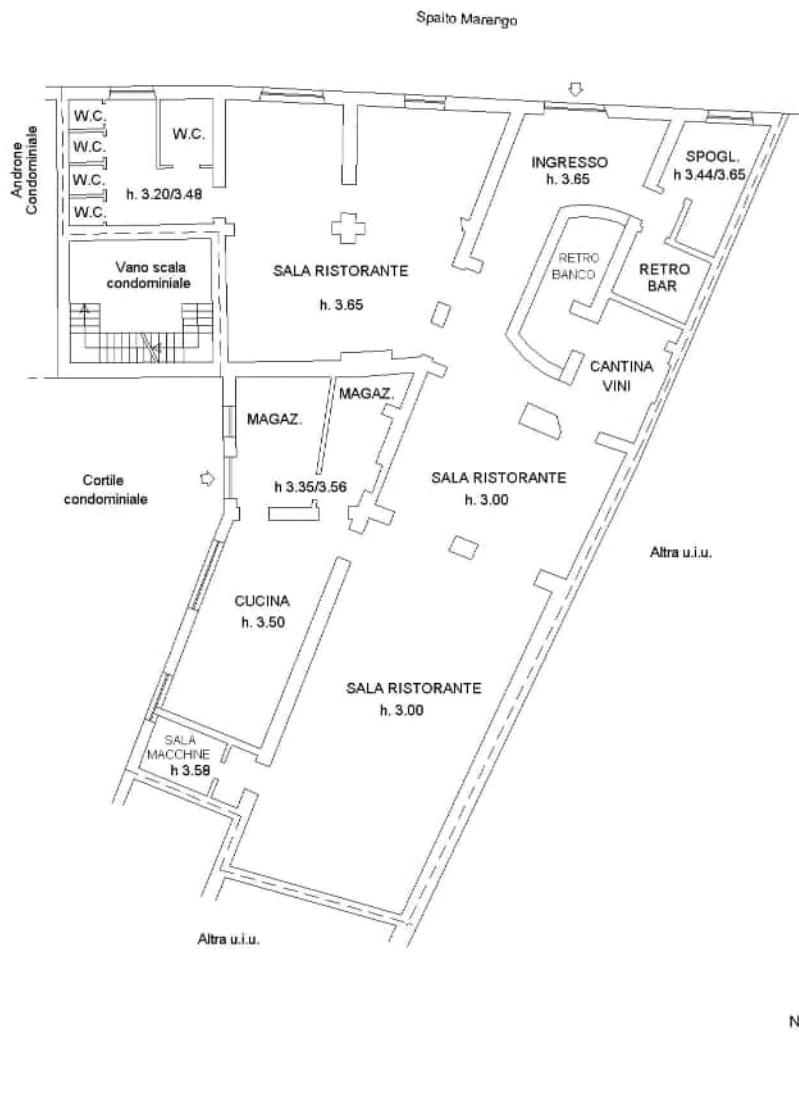 Spalto Marengo
Androne
Condominiale
W.C.
W.C.
W.C.
W.C.
W.C.
h. 3.20/3.48
INGRESSO
h. 3.65
SPOGL.
h 3.44/3.65
Vano scala
condominiale
SALA RISTORANTE
h. 3.65
RETRO
BANCO
RETRO
BAR
CANTINA
VINI
MAGAZ.
MAGAZ.
h 3.35/3.56
SALA RISTORANTE
h. 3.00
Cortile
condominiale
Altra u.i.u.
CUCINA
h. 3.50
SALA RISTORANTE
h. 3.00
SALA
MACCHINE
h 3.58
Altra u.i.u.
N